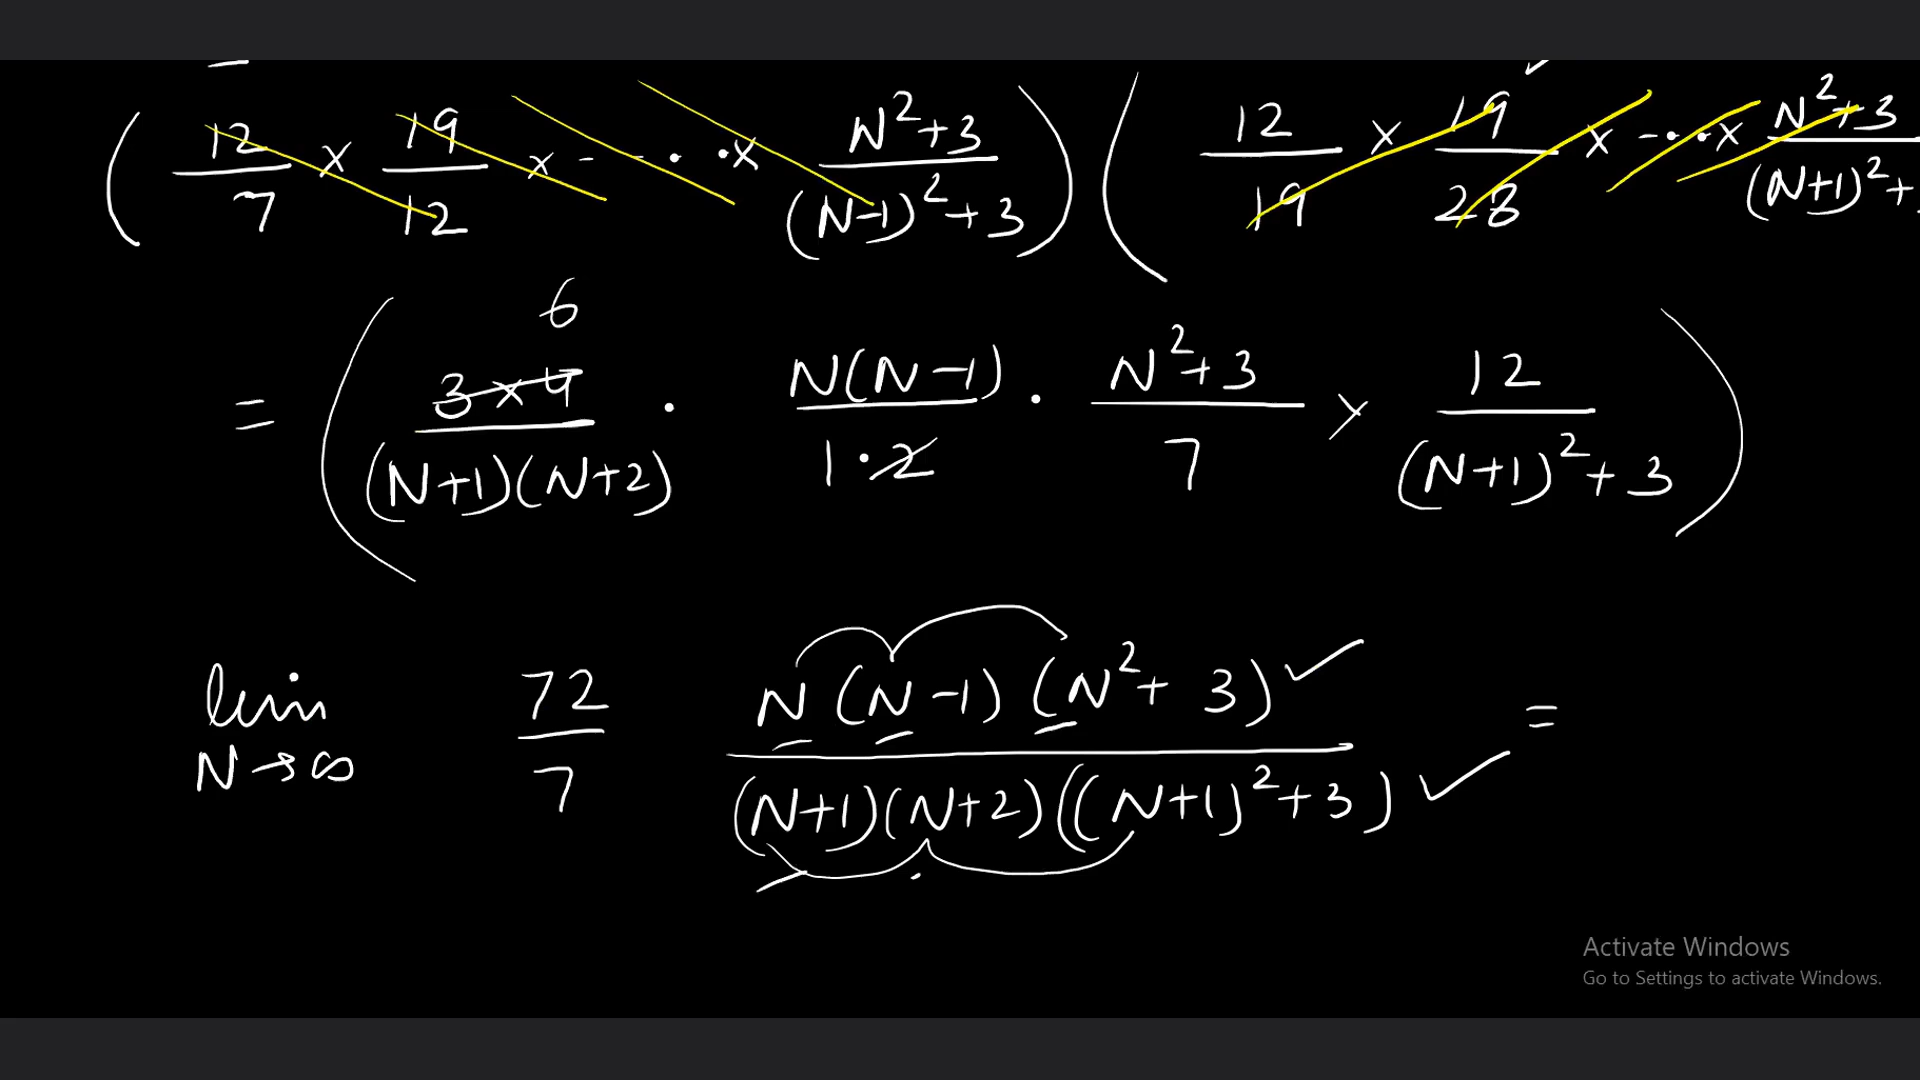 ( 12/7 × 19/12 × - - · · × N²+3/(N-1)²+3 ) ( 12/19 × 19/28 × - · · × N²+3/(N+1)²+
6
= ( 3×4/(N+1)(N+2) · N(N-1)/1·2 · N²+3/7 × 12/(N+1)²+3 )
lim N→∞ 72/7 N(N-1)(N²+3)/(N+1)(N+2)((N+1)²+3) =
Activate Windows
Go to Settings to activate Windows.